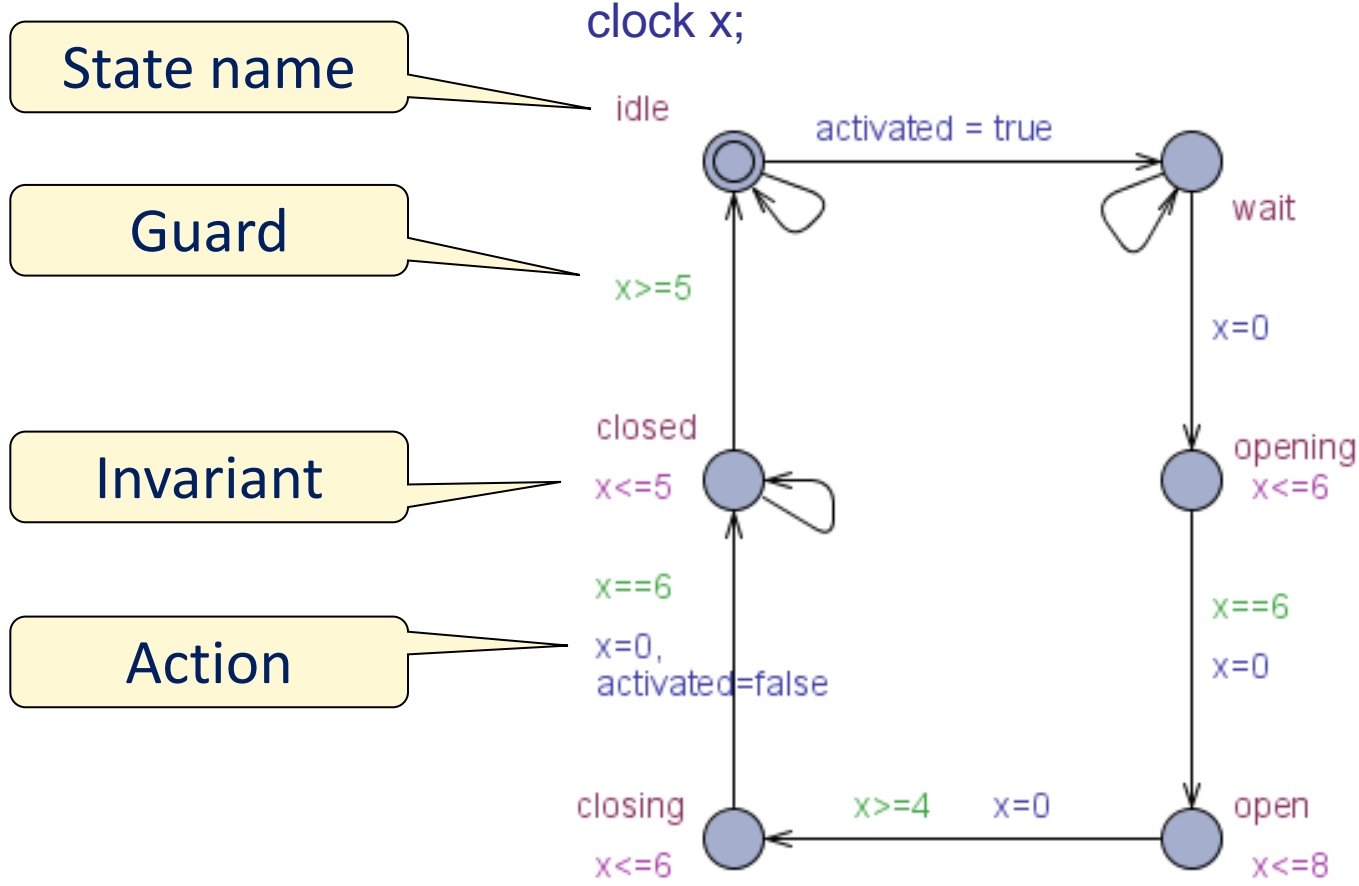 clock x;
State name
idle
activated = true
wait
Guard
x>=5
x=0
closed
opening
Invariant
x<=5
x<=6
x==6
x==6
Action
x=0,
activated=false
x=0
closing
x>=4
x=0
open
x<=6
x<=8